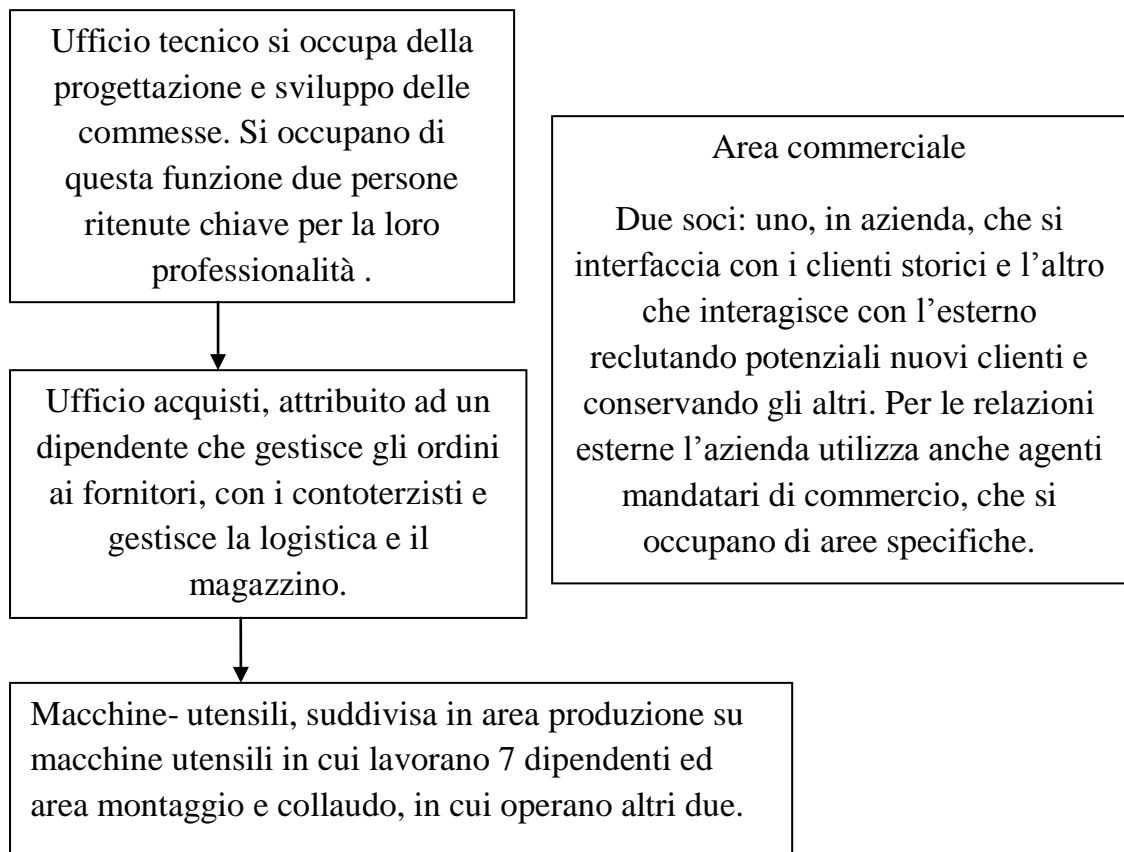 Ufficio tecnico si occupa della
progettazione e sviluppo delle
commesse. Si occupano di
questa funzione due persone
ritenute chiave per la loro
professionalità .
Area commerciale
Due soci: uno, in azienda, che si
interfaccia con i clienti storici e l’altro
che interagisce con l’esterno
reclutando potenziali nuovi clienti e
conservando gli altri. Per le relazioni
esterne l’azienda utilizza anche agenti
mandatari di commercio, che si
occupano di aree specifiche.
Ufficio acquisti, attribuito ad un
dipendente che gestisce gli ordini
ai fornitori, con i contoterzisti e
gestisce la logistica e il
magazzino.
Macchine- utensili, suddivisa in area produzione su
macchine utensili in cui lavorano 7 dipendenti ed
area montaggio e collaudo, in cui operano altri due.